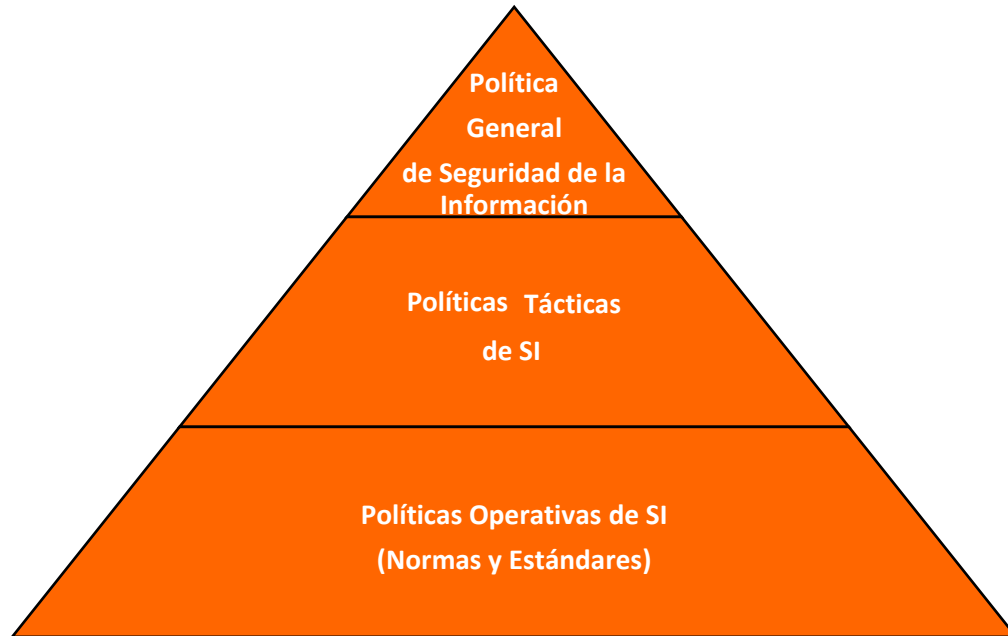 Política
General
de Seguridad de la
Información
Políticas Tácticas
de SI
Políticas Operativas de SI
(Normas y Estándares)